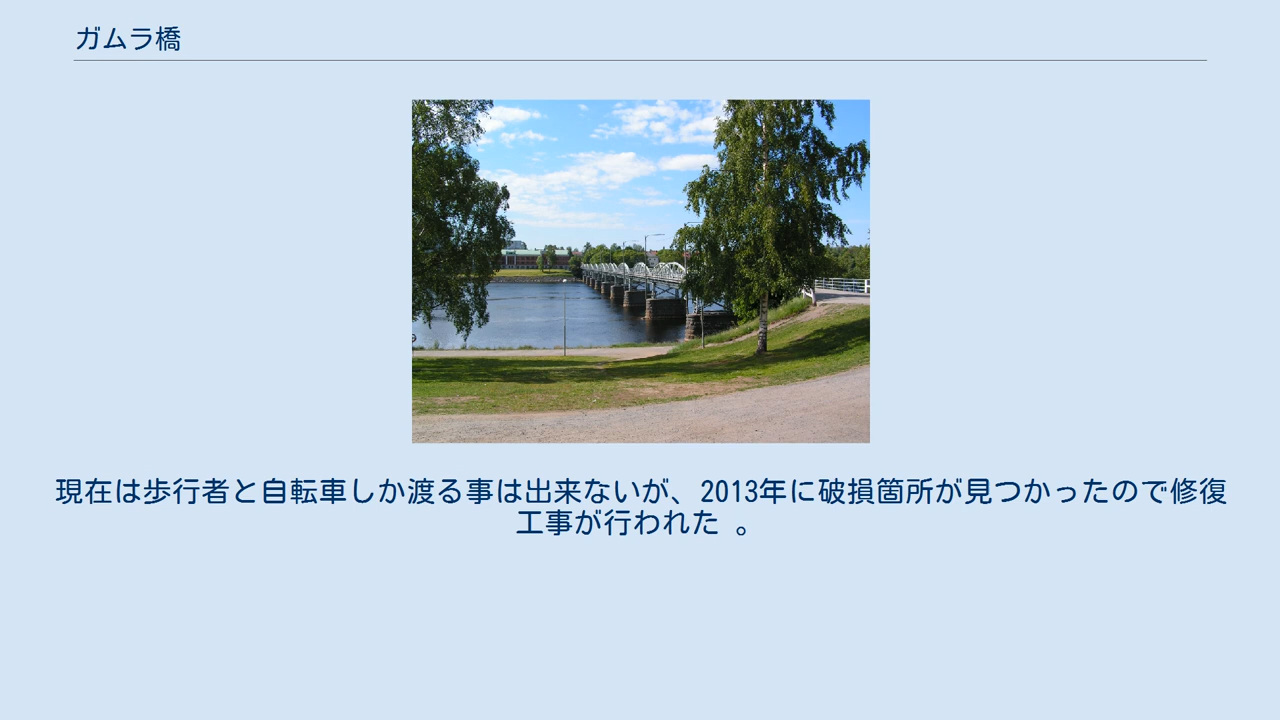 ガムラ橋
現在は歩行者と自転車しか渡る事は出来ないが、2013年に破損箇所が見つかったので修復
工事が行われた 。